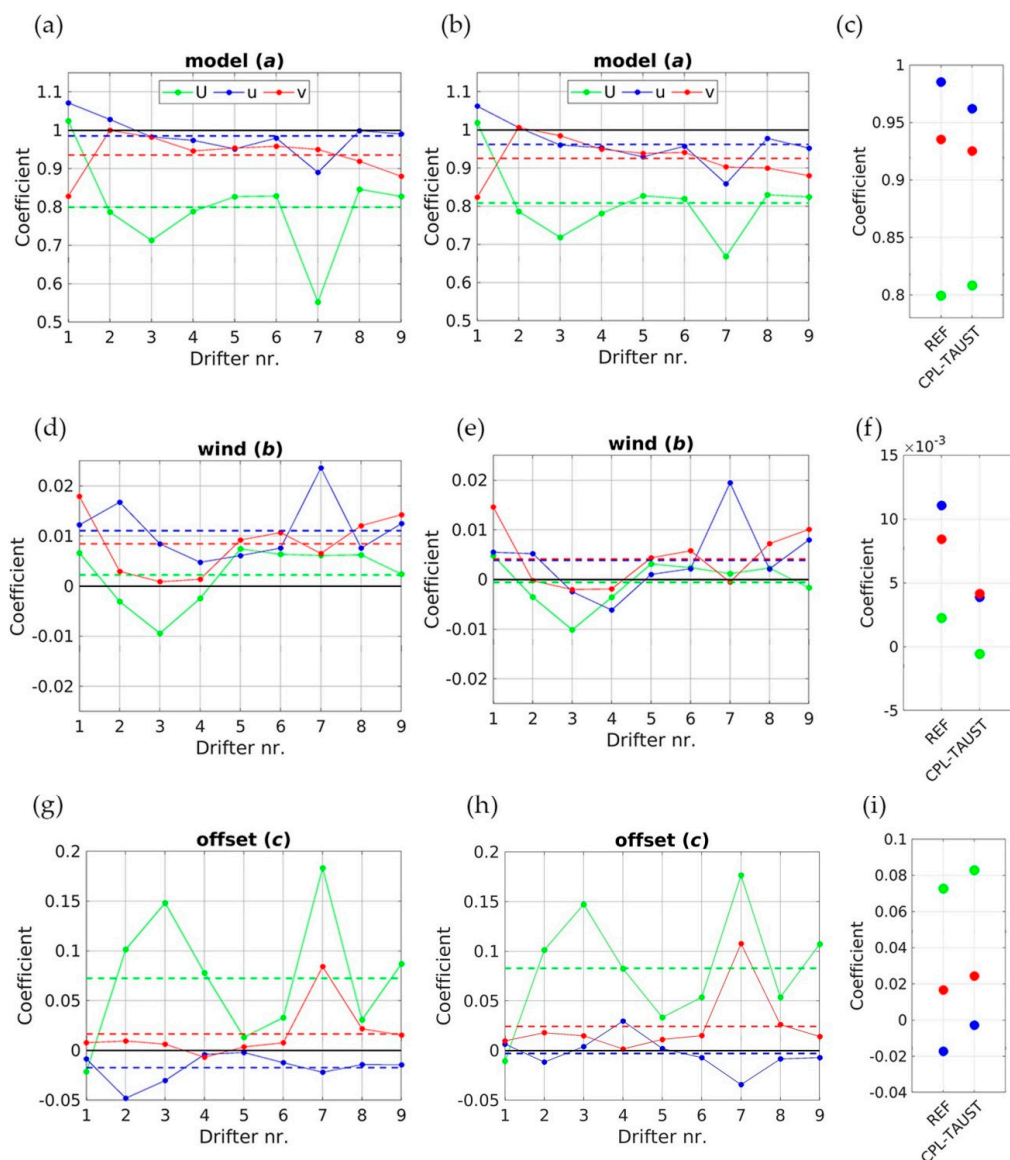 (a)
model (a)
U u v
1.1
1
0.9
0.8
0.7
0.6
0.5
Coefficient
1 2 3 4 5 6 7 8 9
Drifter nr.
(b)
model (a)
U u v
1.1
1
0.9
0.8
0.7
0.6
0.5
Coefficient
1 2 3 4 5 6 7 8 9
Drifter nr.
(c)
1
0.95
0.9
0.85
0.8
Coefficient
REF
CPL-TAUST
(d)
wind (b)
0.02
0.01
0
-0.01
-0.02
Coefficient
1 2 3 4 5 6 7 8 9
Drifter nr.
(e)
wind (b)
0.02
0.01
0
-0.01
-0.02
Coefficient
1 2 3 4 5 6 7 8 9
Drifter nr.
(f)
×10⁻³
15
10
5
0
-5
Coefficient
REF
CPL-TAUST
(g)
offset (c)
0.2
0.15
0.1
0.05
0
-0.05
Coefficient
1 2 3 4 5 6 7 8 9
Drifter nr.
(h)
offset (c)
0.2
0.15
0.1
0.05
0
-0.05
Coefficient
1 2 3 4 5 6 7 8 9
Drifter nr.
(i)
0.1
0.08
0.06
0.04
0.02
0
-0.02
-0.04
Coefficient
REF
CPL-TAUST